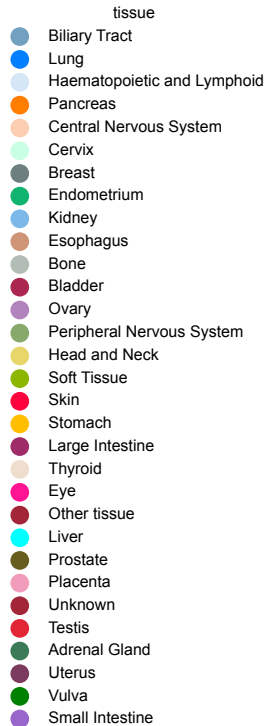 tissue
Biliary Tract
Lung
Haematopoietic and Lymphoid
Pancreas
Central Nervous System
Cervix
Breast
Endometrium
Kidney
Esophagus
Bone
Bladder
Ovary
Peripheral Nervous System
Head and Neck
Soft Tissue
Skin
Stomach
Large Intestine
Thyroid
Eye
Other tissue
Liver
Prostate
Placenta
Unknown
Testis
Adrenal Gland
Uterus
Vulva
Small Intestine